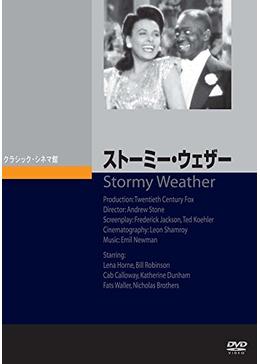 クラシック・シネマ館
ストーミー・ウェザー
Stormy Weather
Production: Twentieth Century Fox
Director: Andrew Stone
Screenplay: Frederick Jackson, Ted Koehler
Cinematography: Leon Shamroy
Music: Emil Newman
Starring:
Lena Horne, Bill Robinson
Cab Calloway, Katherine Dunham
Fats Waller, Nicholas Brothers
DVD
VIDEO